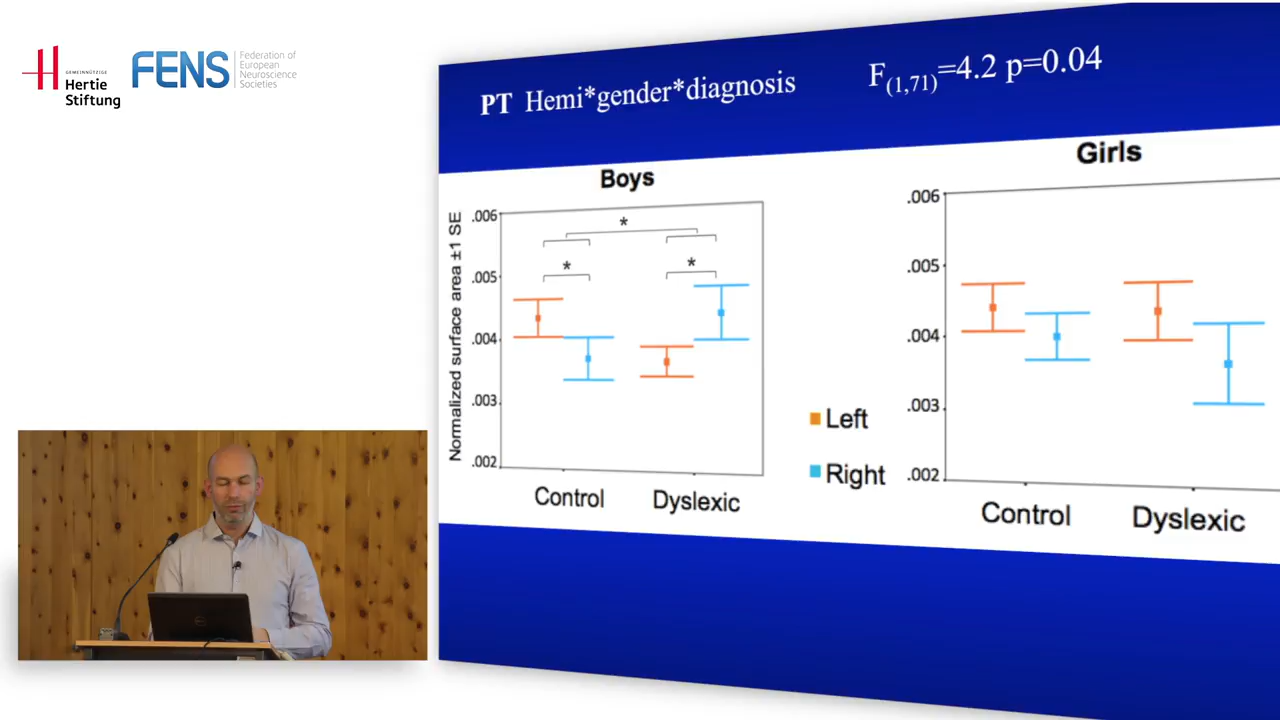 GEMEINNÜTZIGE
Hertie
Stiftung
FENS
Federation of
European
Neuroscience
Societies
PT Hemi*gender*diagnosis F(1,71)=4.2 p=0.04
Boys
Normalized surface area ±1 SE
.006
.005
.004
.003
.002
*
*
*
Control
Dyslexic
Left
Right
Girls
.006
.005
.004
.003
.002
Control
Dyslexic